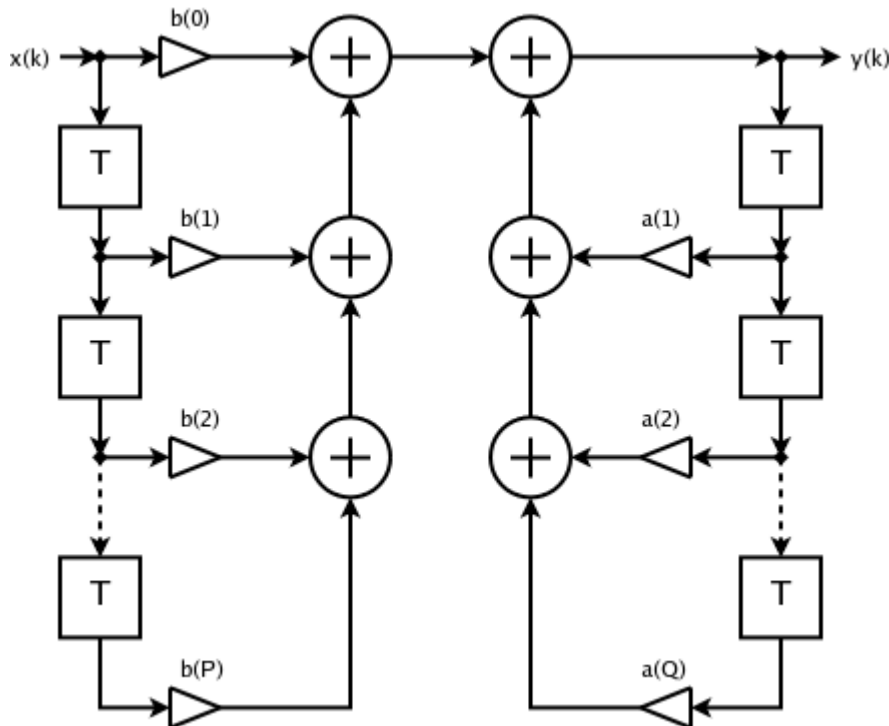 b(0)
x(k) y(k)
T T
b(1) a(1)
T T
b(2) a(2)
T T
b(P) a(Q)